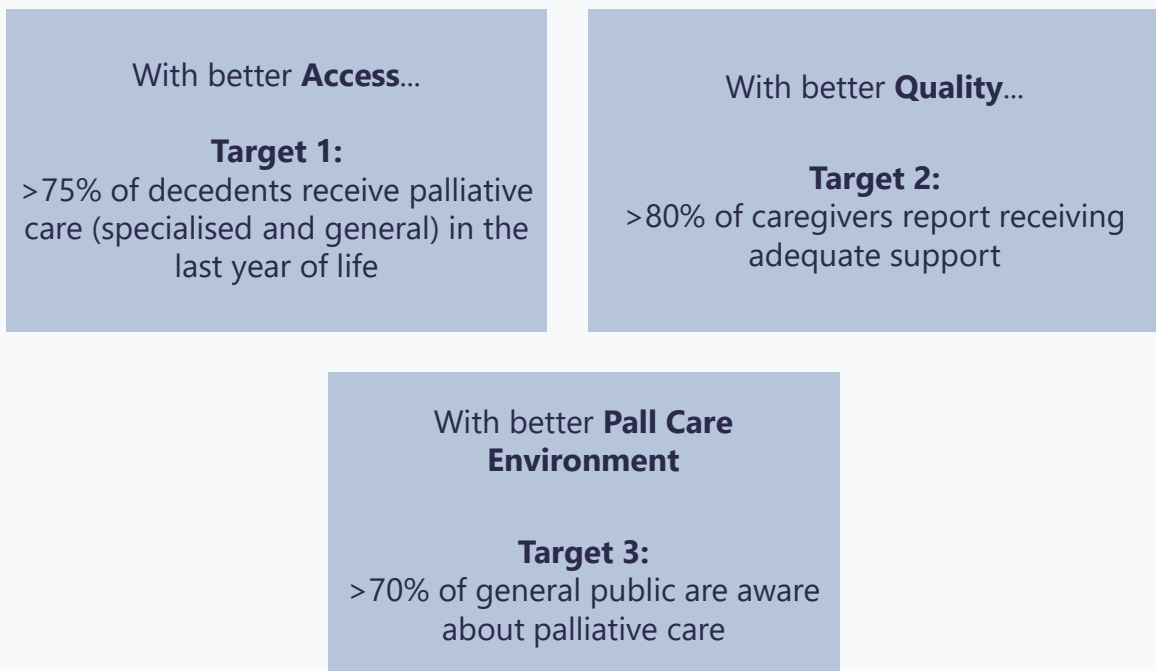 With better Access...
Target 1:
>75% of decedents receive palliative
care (specialised and general) in the
last year of life
With better Quality...
Target 2:
>80% of caregivers report receiving
adequate support
With better Pall Care
Environment
Target 3:
>70% of general public are aware
about palliative care